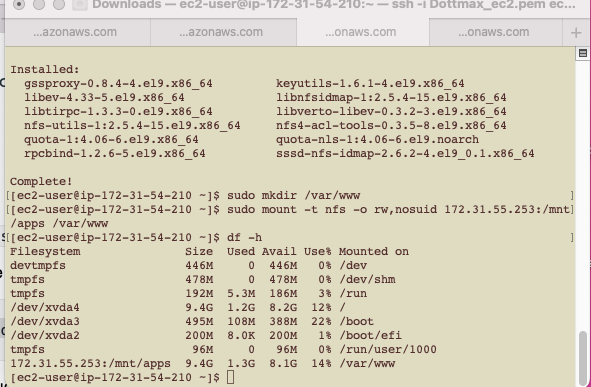 Downloads — ec2-user@ip-172-31-54-210:~ — ssh -i Dottmax_ec2.pem ec...
...azonaws.com ...azonaws.com ...onaws.com — ...onaws.com +
Installed:
gssproxy-0.8.4-4.el9.x86_64 keyutils-1.6.1-4.el9.x86_64
libev-4.33-5.el9.x86_64 libnfsidmap-1:2.5.4-15.el9.x86_64
libtirpc-1.3.3-0.el9.x86_64 libverto-libev-0.3.2-3.el9.x86_64
nfs-utils-1:2.5.4-15.el9.x86_64 nfs4-acl-tools-0.3.5-8.el9.x86_64
quota-1:4.06-6.el9.x86_64 quota-nls-1:4.06-6.el9.noarch
rpcbind-1.2.6-5.el9.x86_64 sssd-nfs-idmap-2.6.2-4.el9_0.1.x86_64
Complete!
[[ec2-user@ip-172-31-54-210 ~]$ sudo mkdir /var/www ]
[[ec2-user@ip-172-31-54-210 ~]$ sudo mount -t nfs -o rw,nosuid 172.31.55.253:/mnt]
/apps /var/www
[[ec2-user@ip-172-31-54-210 ~]$ df -h ]
Filesystem Size Used Avail Use% Mounted on
devtmpfs 446M 0 446M 0% /dev
tmpfs 478M 0 478M 0% /dev/shm
tmpfs 192M 5.3M 186M 3% /run
/dev/xvda4 9.4G 1.2G 8.2G 12% /
/dev/xvda3 495M 108M 388M 22% /boot
/dev/xvda2 200M 8.0K 200M 1% /boot/efi
tmpfs 96M 0 96M 0% /run/user/1000
172.31.55.253:/mnt/apps 9.4G 1.3G 8.1G 14% /var/www
[ec2-user@ip-172-31-54-210 ~]$